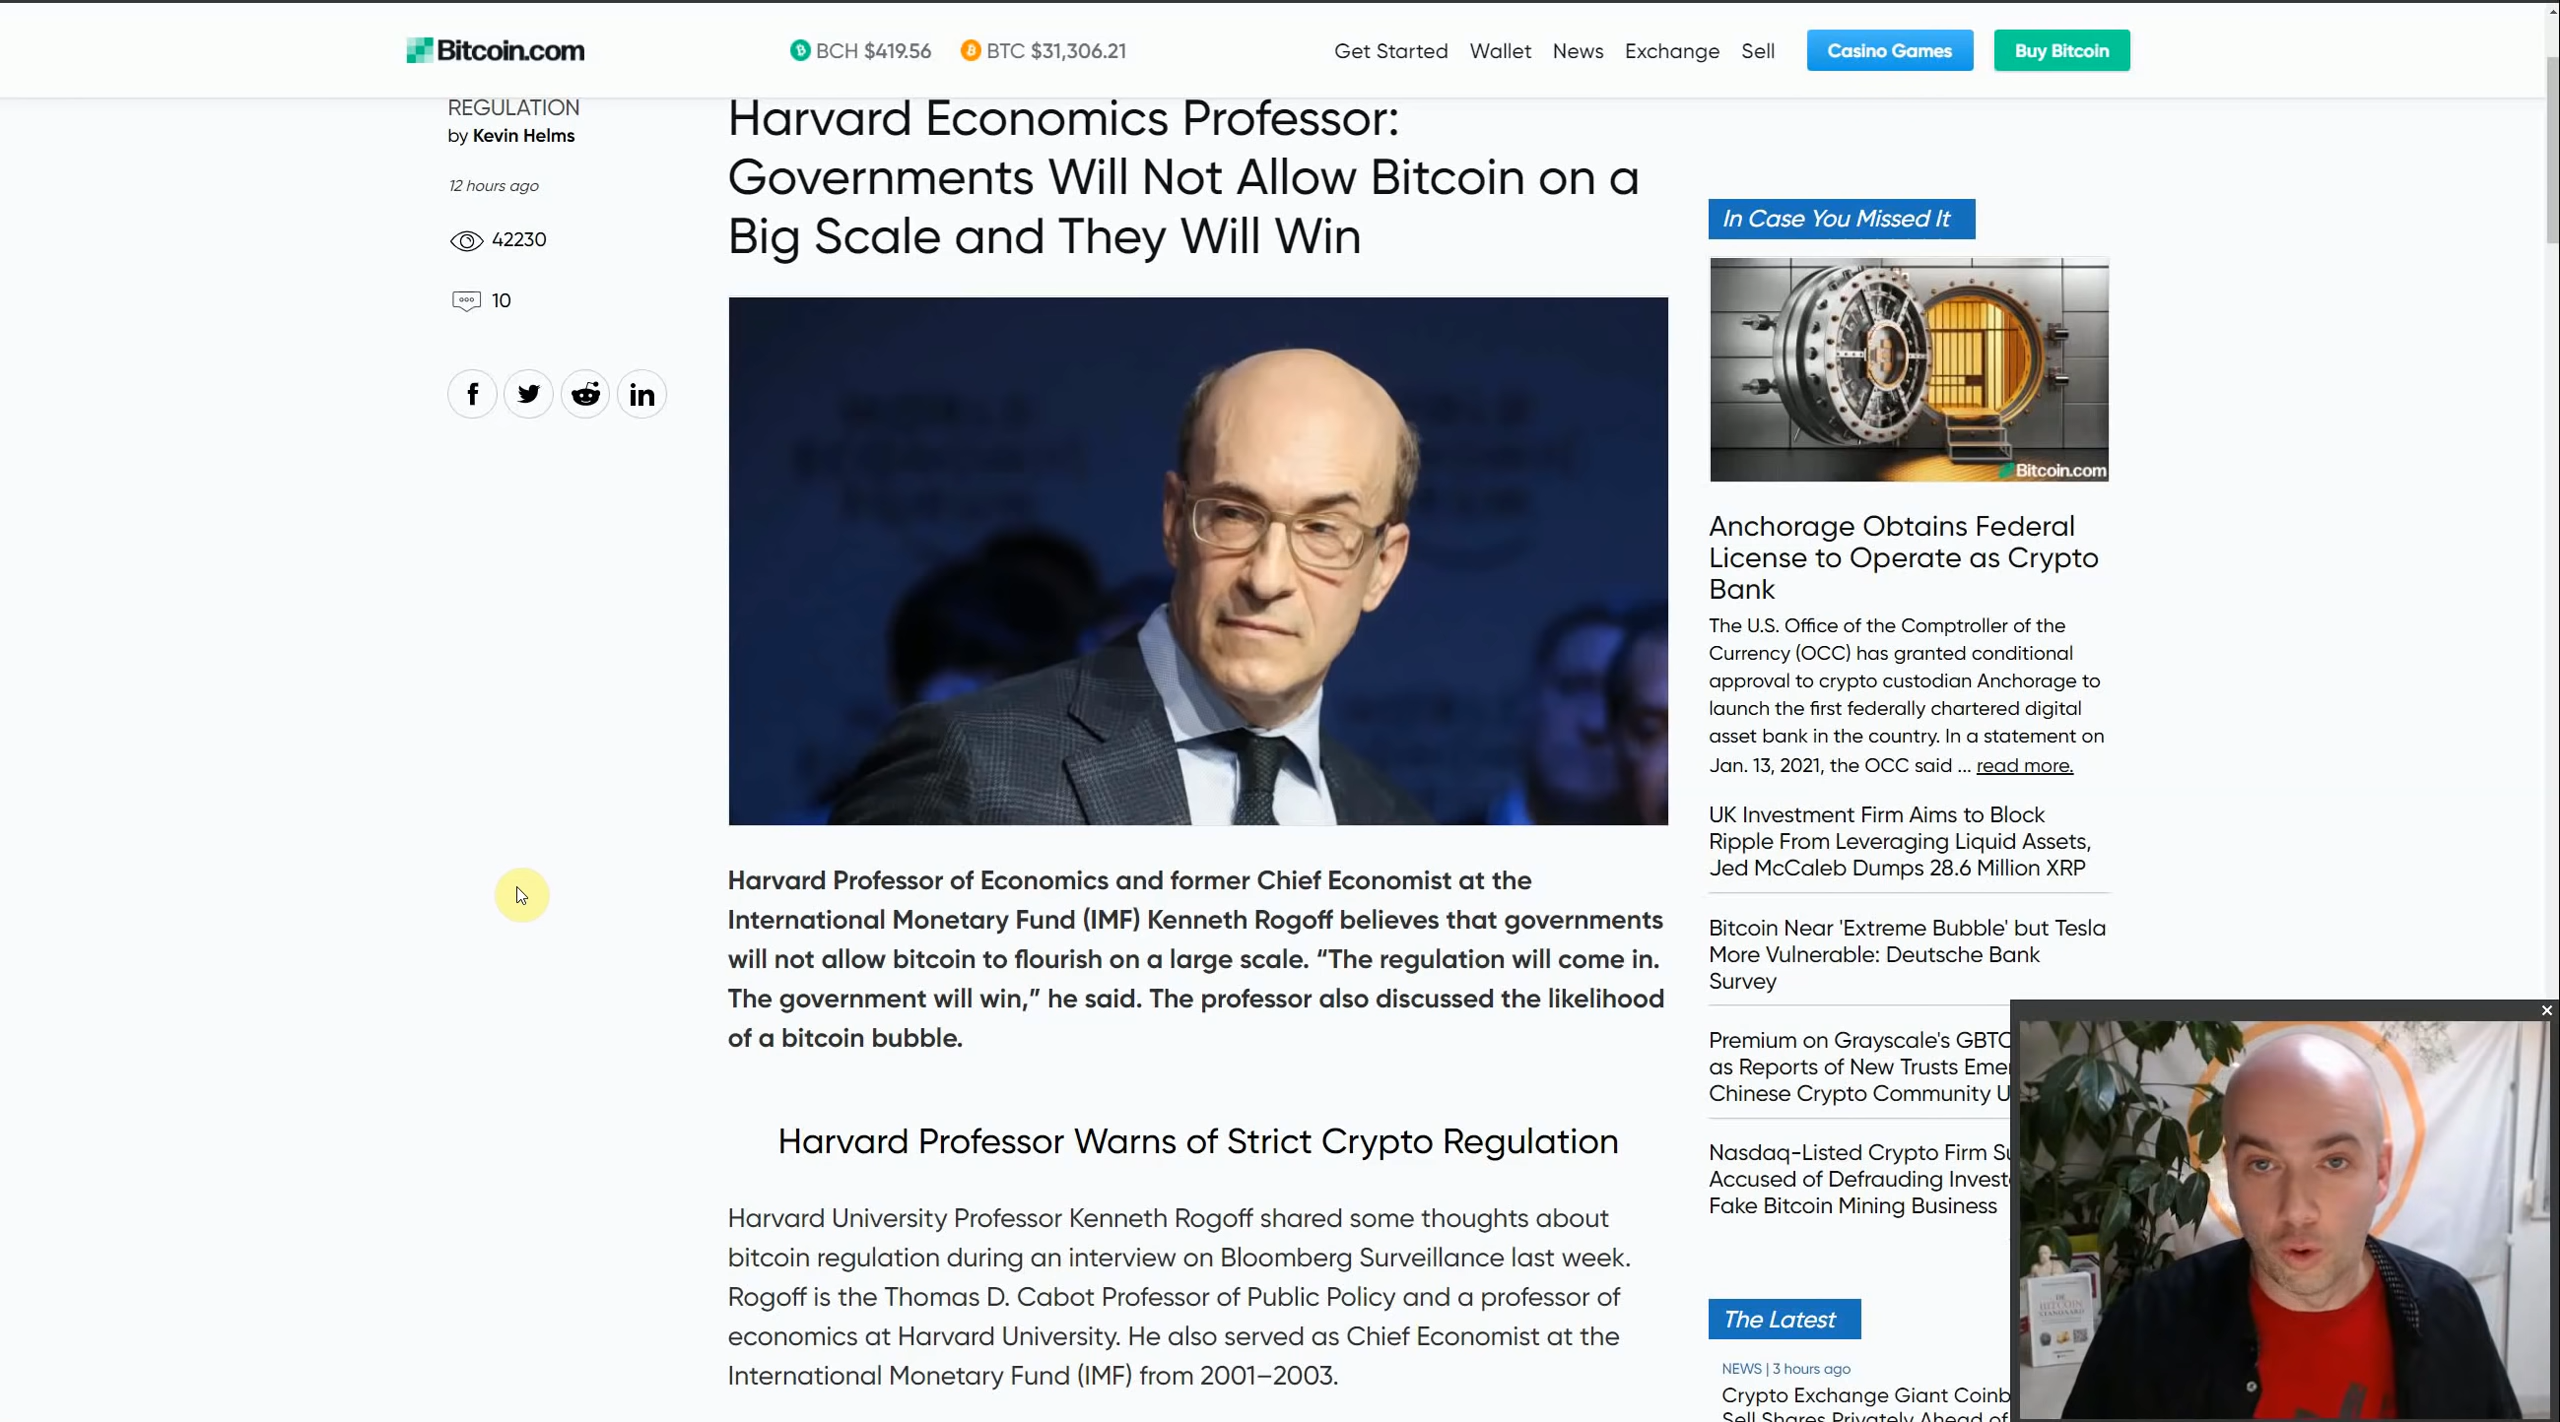 Bitcoin.com
BCH $419.56
BTC $31,306.21
Get Started
Wallet
News
Exchange
Sell
Casino Games
Buy Bitcoin
REGULATION
by Kevin Helms
12 hours ago
42230
10
Harvard Economics Professor:
Governments Will Not Allow Bitcoin on a
Big Scale and They Will Win
Harvard Professor of Economics and former Chief Economist at the
International Monetary Fund (IMF) Kenneth Rogoff believes that governments
will not allow bitcoin to flourish on a large scale. “The regulation will come in.
The government will win,” he said. The professor also discussed the likelihood
of a bitcoin bubble.
Harvard Professor Warns of Strict Crypto Regulation
Harvard University Professor Kenneth Rogoff shared some thoughts about
bitcoin regulation during an interview on Bloomberg Surveillance last week.
Rogoff is the Thomas D. Cabot Professor of Public Policy and a professor of
economics at Harvard University. He also served as Chief Economist at the
International Monetary Fund (IMF) from 2001–2003.
In Case You Missed It
Bitcoin.com
Anchorage Obtains Federal
License to Operate as Crypto
Bank
The U.S. Office of the Comptroller of the
Currency (OCC) has granted conditional
approval to crypto custodian Anchorage to
launch the first federally chartered digital
asset bank in the country. In a statement on
Jan. 13, 2021, the OCC said ... read more.
UK Investment Firm Aims to Block
Ripple From Leveraging Liquid Assets,
Jed McCaleb Dumps 28.6 Million XRP
Bitcoin Near 'Extreme Bubble' but Tesla
More Vulnerable: Deutsche Bank
Survey
Premium on Grayscale's GBTC
as Reports of New Trusts Emer
Chinese Crypto Community U
Nasdaq-Listed Crypto Firm Su
Accused of Defrauding Invest
Fake Bitcoin Mining Business
The Latest
NEWS | 3 hours ago
Crypto Exchange Giant Coinb
Sell Shares Privately Ahead of
DE
BITCOIN
STANDAARD